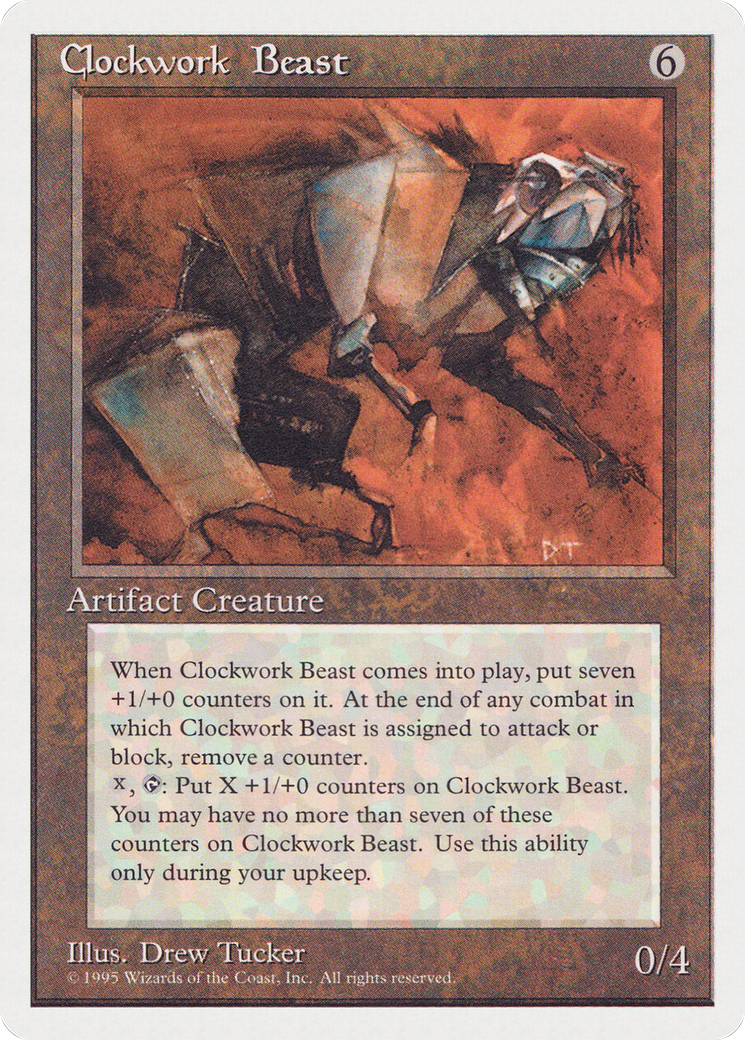 Clockwork Beast
6
DT
Artifact Creature
When Clockwork Beast comes into play, put seven
+1/+0 counters on it. At the end of any combat in
which Clockwork Beast is assigned to attack or
block, remove a counter.
X, : Put X +1/+0 counters on Clockwork Beast.
You may have no more than seven of these
counters on Clockwork Beast. Use this ability
only during your upkeep.
Illus. Drew Tucker
0/4
© 1995 Wizards of the Coast, Inc. All rights reserved.